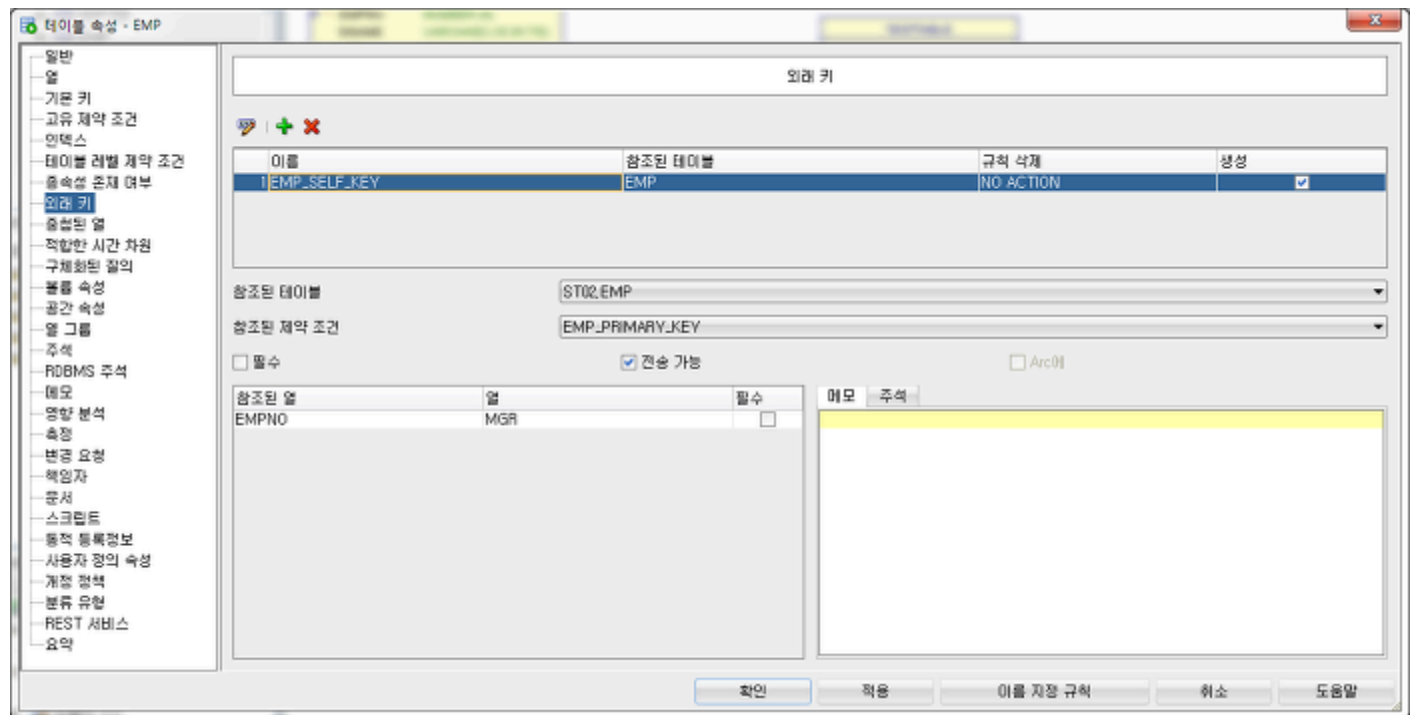 테이블 속성 - EMP
일반
열
기본 키
고유 제약 조건
인덱스
테이블 레벨 제약 조건
종속성 존재 여부
외래 키
중첩된 열
적합한 시간 차원
구체화된 질의
볼륨 속성
공간 속성
열 그룹
주석
RDBMS 주석
메모
영향 분석
측정
변경 요청
책임자
문서
스크립트
동적 등록정보
사용자 정의 속성
개정 정책
분류 유형
REST 서비스
요약
외래 키
이름 참조된 테이블 규칙 삭제 생성
1 EMP_SELF_KEY EMP NO ACTION
참조된 테이블 ST02.EMP
참조된 제약 조건 EMP_PRIMARY_KEY
필수 전송 가능 Arc에
참조된 열 열 필수
EMPNO MGR
메모 주석
확인 적용 이름 지정 규칙 취소 도움말